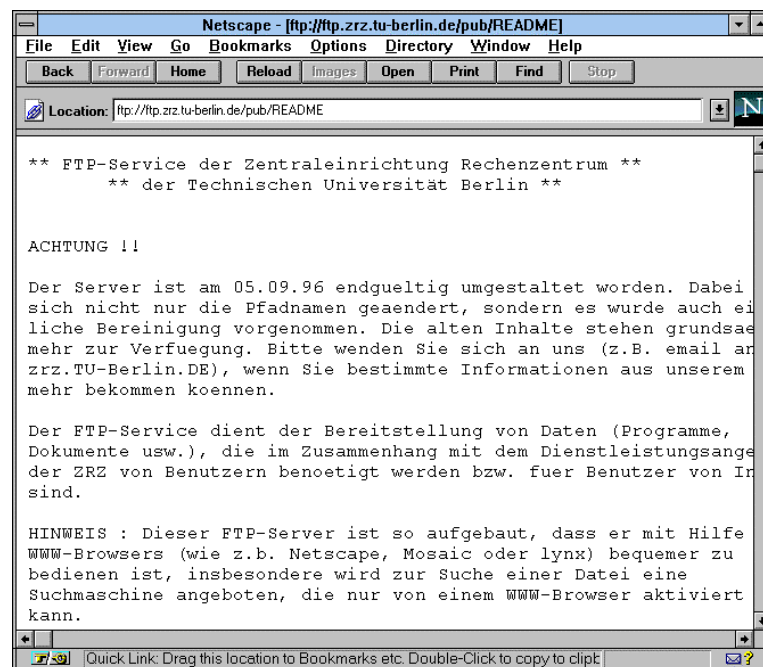 Netscape - [ftp://ftp.zrz.tu-berlin.de/pub/README]
File Edit View Go Bookmarks Options Directory Window Help
Back Forward Home Reload Images Open Print Find Stop
Location: ftp://ftp.zrz.tu-berlin.de/pub/README
N
** FTP-Service der Zentraleinrichtung Rechenzentrum **
** der Technischen Universität Berlin **
ACHTUNG !!
Der Server ist am 05.09.96 endgueltig umgestaltet worden. Dabei
sich nicht nur die Pfadnamen geaendert, sondern es wurde auch ei
liche Bereinigung vorgenommen. Die alten Inhalte stehen grundsae
mehr zur Verfuegung. Bitte wenden Sie sich an uns (z.B. email an
zrz.TU-Berlin.DE), wenn Sie bestimmte Informationen aus unserem
mehr bekommen koennen.
Der FTP-Service dient der Bereitstellung von Daten (Programme,
Dokumente usw.), die im Zusammenhang mit dem Dienstleistungsange
der ZRZ von Benutzern benoetigt werden bzw. fuer Benutzer von In
sind.
HINWEIS : Dieser FTP-Server ist so aufgebaut, dass er mit Hilfe
WWW-Browsers (wie z.b. Netscape, Mosaic oder lynx) bequemer zu
bedienen ist, insbesondere wird zur Suche einer Datei eine
Suchmaschine angeboten, die nur von einem WWW-Browser aktiviert
kann.
Quick Link: Drag this location to Bookmarks etc. Double-Click to copy to clipb